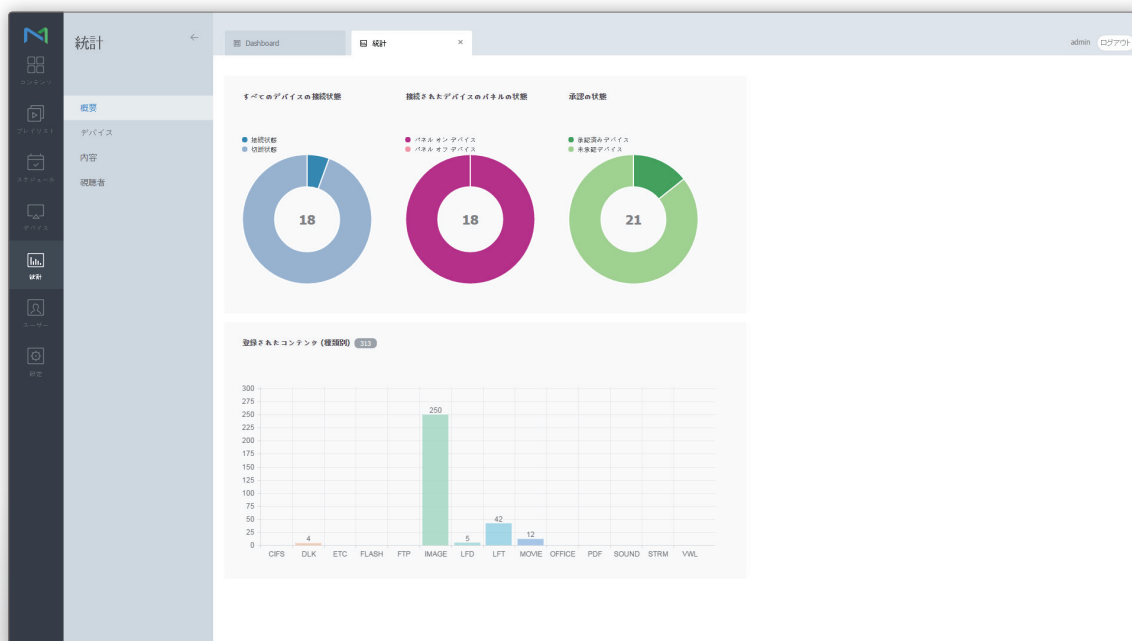 統計
←
Dashboard
統計
×
admin
ログアウト
コンテンツ
プレイリスト
スケジュール
デバイス
統計
ユーザー
設定
概要
デバイス
内容
視聴者
すべてのデバイスの接続状態
接続されたデバイスのパネルの状態
承認の状態
接続状態
切断状態
パネル オン デバイス
パネル オフ デバイス
承認済みデバイス
未承認デバイス
18
18
21
登録されたコンテンツ (種類別) 313
300
275
250
225
200
175
150
125
100
75
50
25
0
4
250
5
42
12
CIFS DLK ETC FLASH FTP IMAGE LFD LFT MOVIE OFFICE PDF SOUND STRM VWL